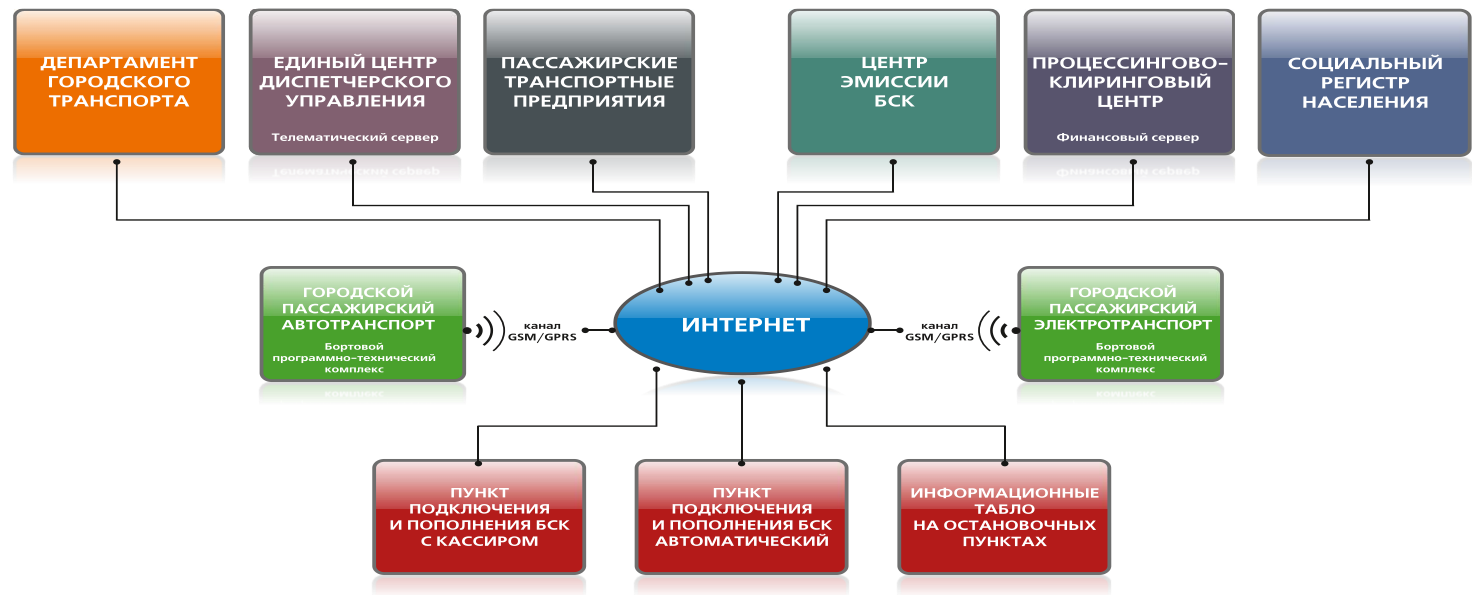 ДЕПАРТАМЕНТ
ГОРОДСКОГО
ТРАНСПОРТА
ЕДИНЫЙ ЦЕНТР
ДИСПЕТЧЕРСКОГО
УПРАВЛЕНИЯ
Телематический сервер
ПАССАЖИРСКИЕ
ТРАНСПОРТНЫЕ
ПРЕДПРИЯТИЯ
ЦЕНТР
ЭМИССИИ
БСК
ПРОЦЕССИНГОВО-
КЛИРИНГОВЫЙ
ЦЕНТР
Финансовый сервер
СОЦИАЛЬНЫЙ
РЕГИСТР
НАСЕЛЕНИЯ
ГОРОДСКОЙ
ПАССАЖИРСКИЙ
АВТОТРАНСПОРТ
Бортовой
программно-технический
комплекс
канал
GSM/GPRS
ИНТЕРНЕТ
канал
GSM/GPRS
ГОРОДСКОЙ
ПАССАЖИРСКИЙ
ЭЛЕКТРОТРАНСПОРТ
Бортовой
программно-технический
комплекс
ПУНКТ
ПОДКЛЮЧЕНИЯ
И ПОПОЛНЕНИЯ БСК
С КАССИРОМ
ПУНКТ
ПОДКЛЮЧЕНИЯ
И ПОПОЛНЕНИЯ БСК
АВТОМАТИЧЕСКИЙ
ИНФОРМАЦИОННЫЕ
ТАБЛО
НА ОСТАНОВОЧНЫХ
ПУНКТАХ